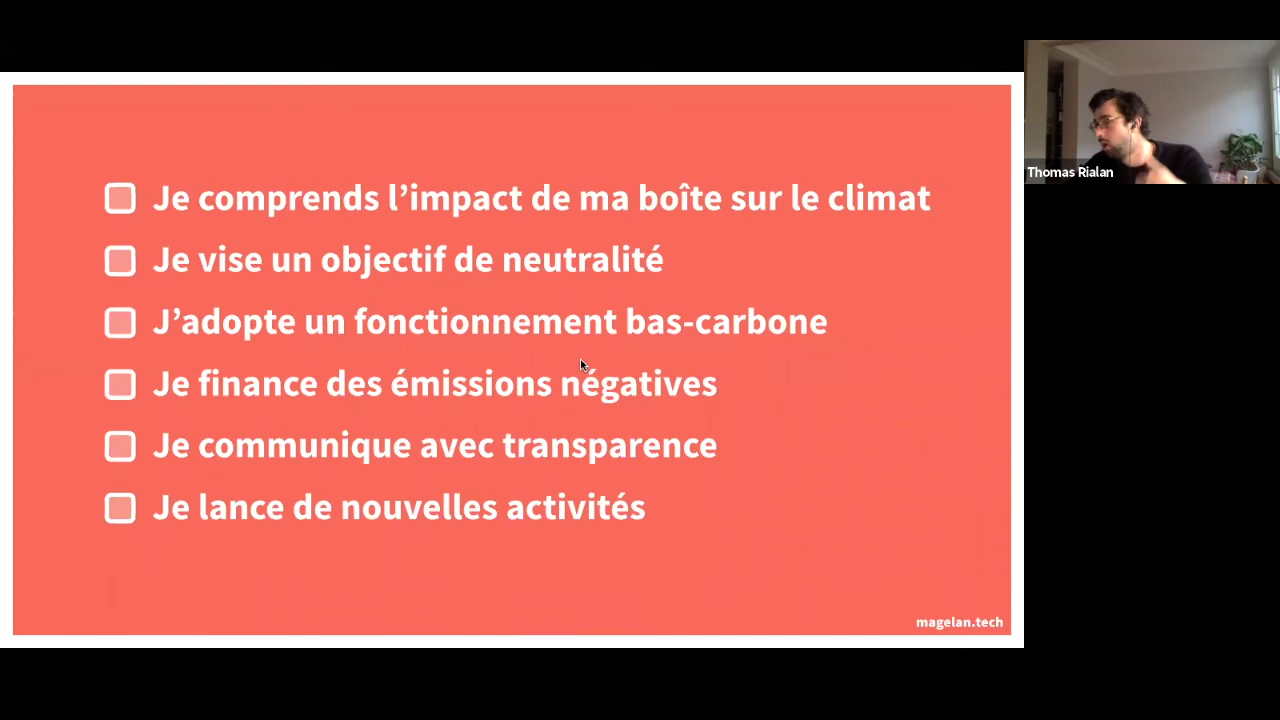 Je comprends l’impact de ma boîte sur le climat
Je vise un objectif de neutralité
J’adopte un fonctionnement bas-carbone
Je finance des émissions négatives
Je communique avec transparence
Je lance de nouvelles activités
magelan.tech
Thomas Rialan